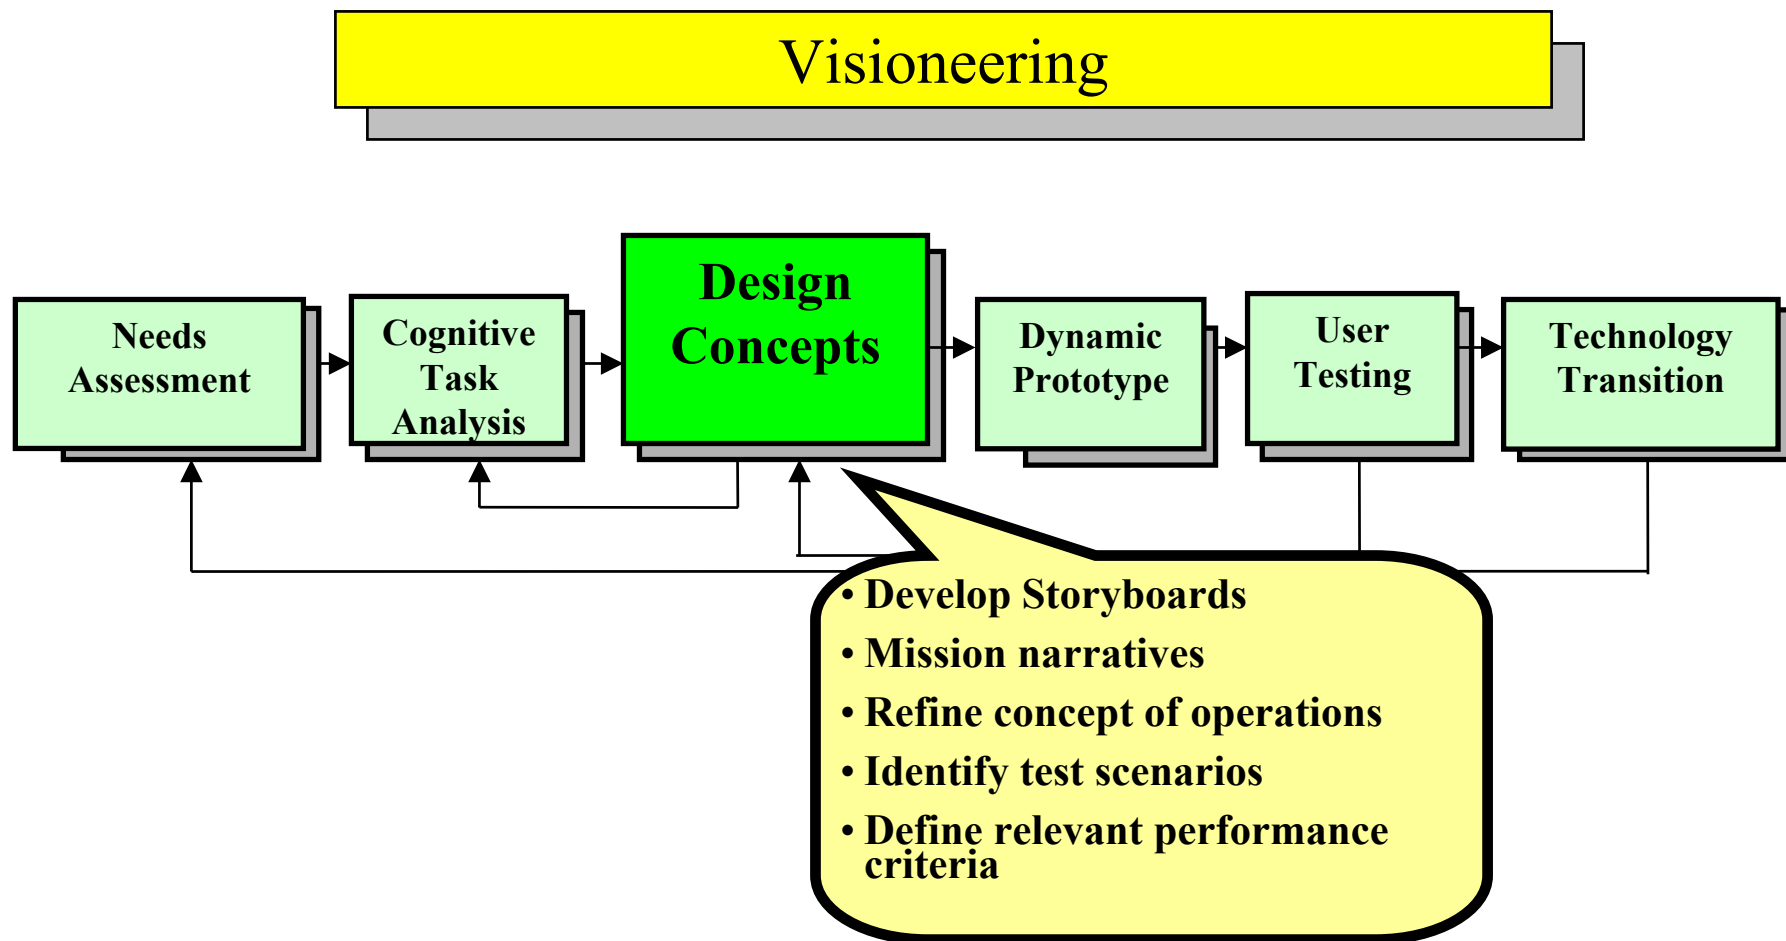 Visioneering
Needs
Assessment
Cognitive
Task
Analysis
Design
Concepts
Dynamic
Prototype
User
Testing
Technology
Transition
• Develop Storyboards
• Mission narratives
• Refine concept of operations
• Identify test scenarios
• Define relevant performance
criteria